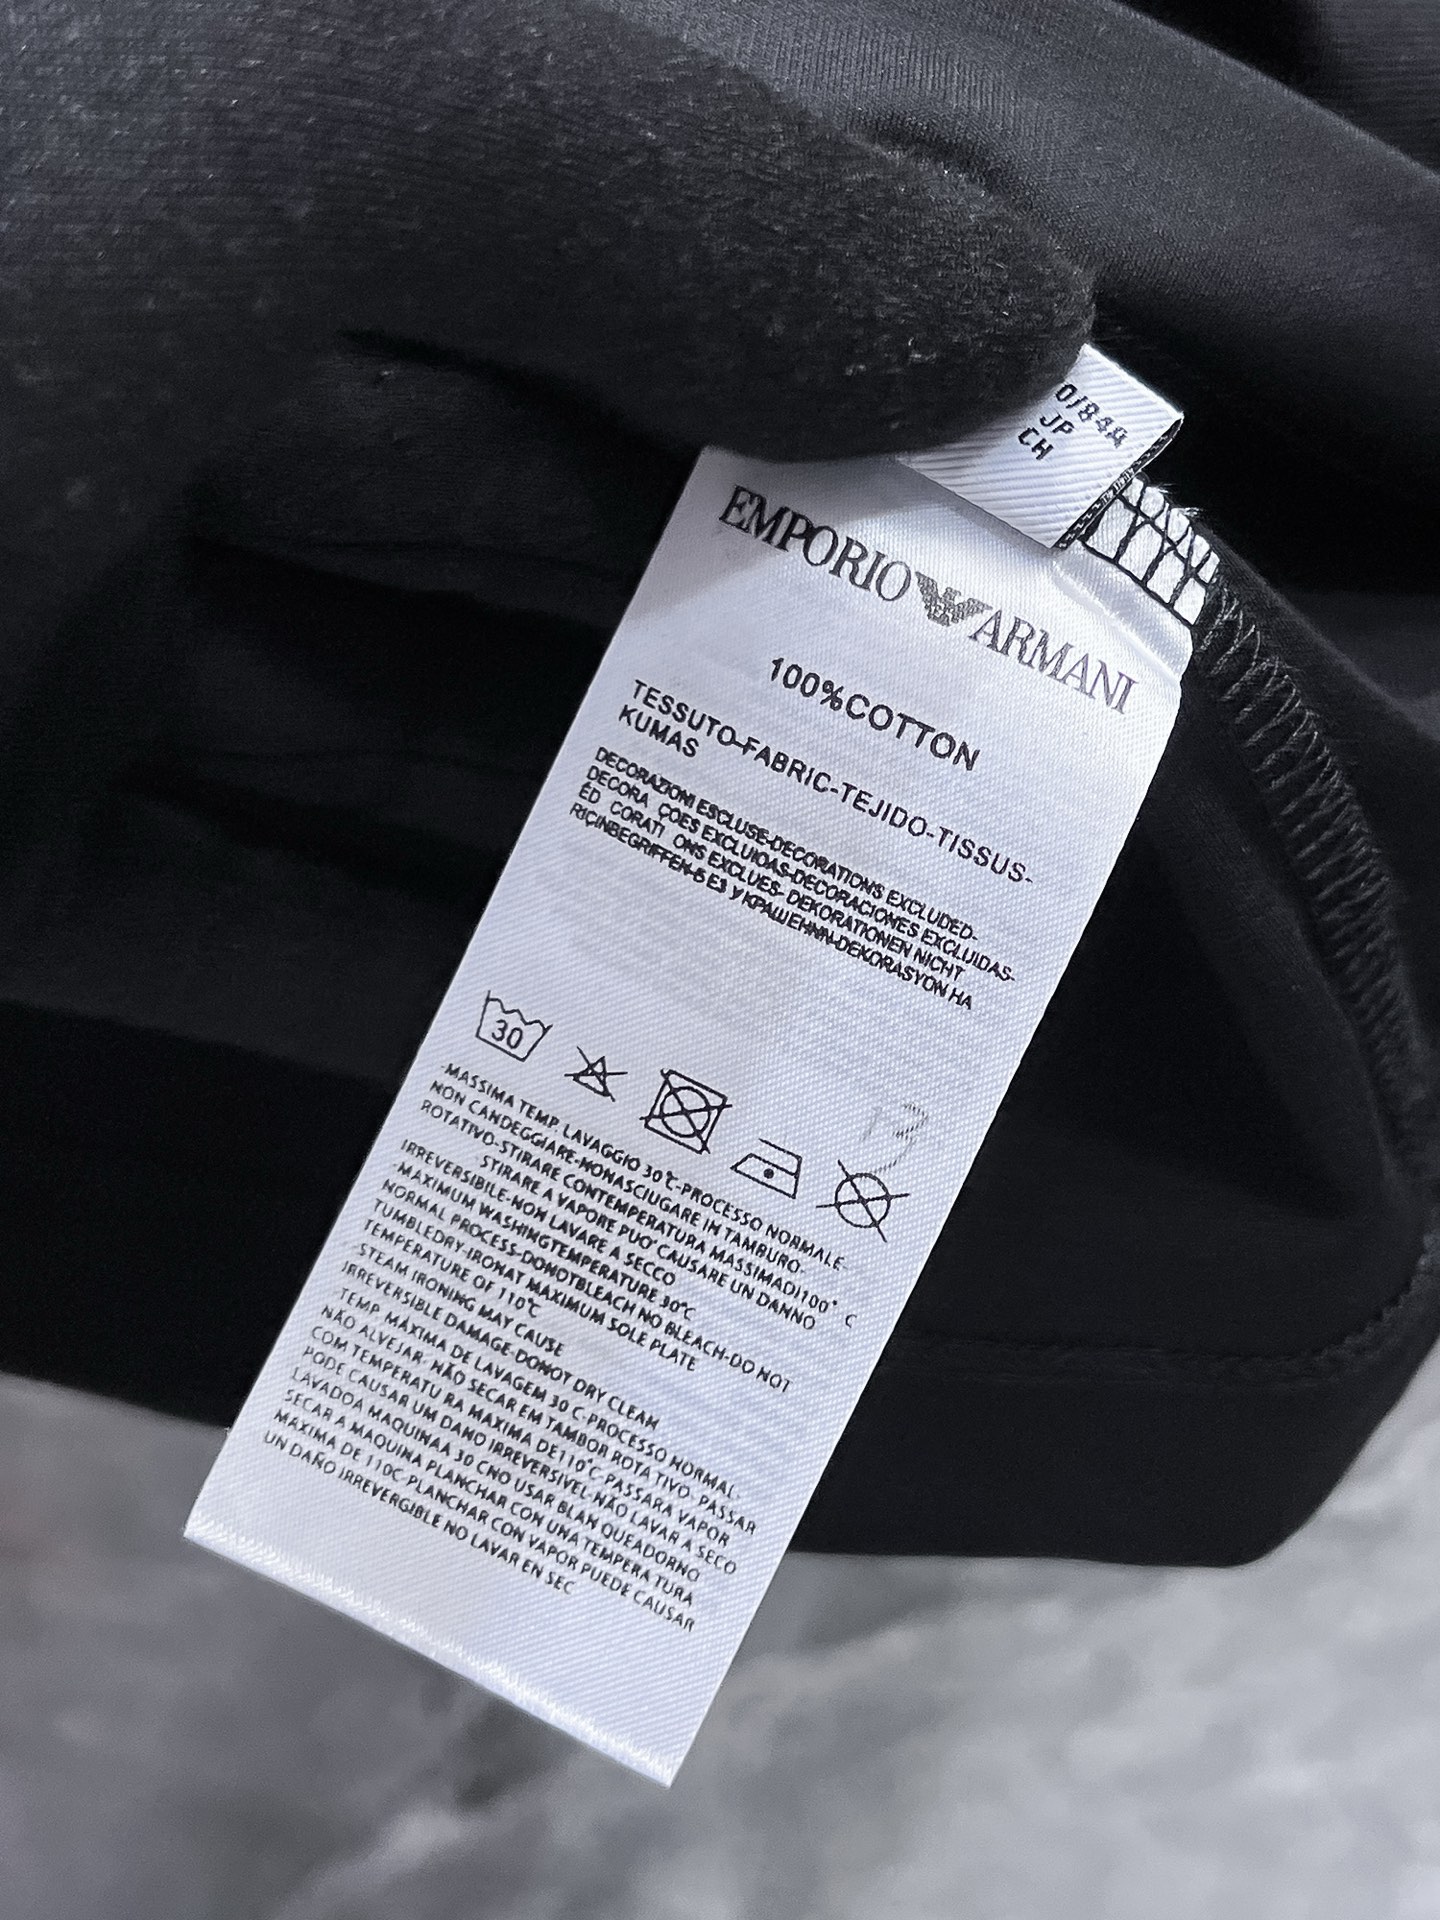 0/84A
JP
CH
EMPORIO ARMANI
100%COTTON
TESSUTO-FABRIC-TEJIDO-TISSUS-
KUMAS
DECORAZIONI ESCLUSE-DECORATIONS EXCLUDED-
DECORA ÇOES EXCLUIDAS-DECORACIONES EXCLUIDAS-
ÉD CORATI ONS EXCLUES- DEKORATIONEN NICHT
RIÇINBEGRIFFEN-Б ЕЗ УКРАШЕНNN-DEKORASYON HA
30
-MASSIMA TEMP. LAVAGGIO 30℃-PROCESSO NORMALE-
NON CANDEGGIARE-NONASCIUGARE IN TAMBURO-
ROTATIVO-STIRARE CONTEMPERATURA MASSIMADI100° C
-STIRARE A VAPORE PUO' CAUSARE UN DANNO
IRREVERSIBILE-NON LAVARE A SECCO
-MAXIMUM WASHINGTEMPERATURE 30℃
NORMAL PROCESS-DONOTBLEACH NO BLEACH-DO NOT
TUMBLEDRY-IRONAT MAXIMUM SOLE PLATE
TEMPERATURE OF 110℃
-STEAM IRONING MAY CAUSE
IRREVERSIBLE DAMAGE-DONOT DRY CLEAN
-TEMP MÁXIMA DE LAVAGEM 30 C-PROCESSO NORMAL.
NÃO ALVEJAR. NÃO SECAR EM TAMBOR ROTA TIVO. PASSAR
COM TEMPERATU RA MAXIMA DE110℃-PASSARA VAPOR
PODE CAUSAR UM DANO IRREVERSIVEL-NÃO LAVAR A SECO
LAVADOA MAQUINAA 30 CNO USAR BLAN QUEADORNO
SECAR A MAQUINA PLANCHAR CON UNA TEMPERA TURA
MAXIMA DE 110C-PLANCHAR CON VAPOR PUEDE CAUSAR
UN DAÑO IRREVERGIBLE NO LAVAR EN SEC